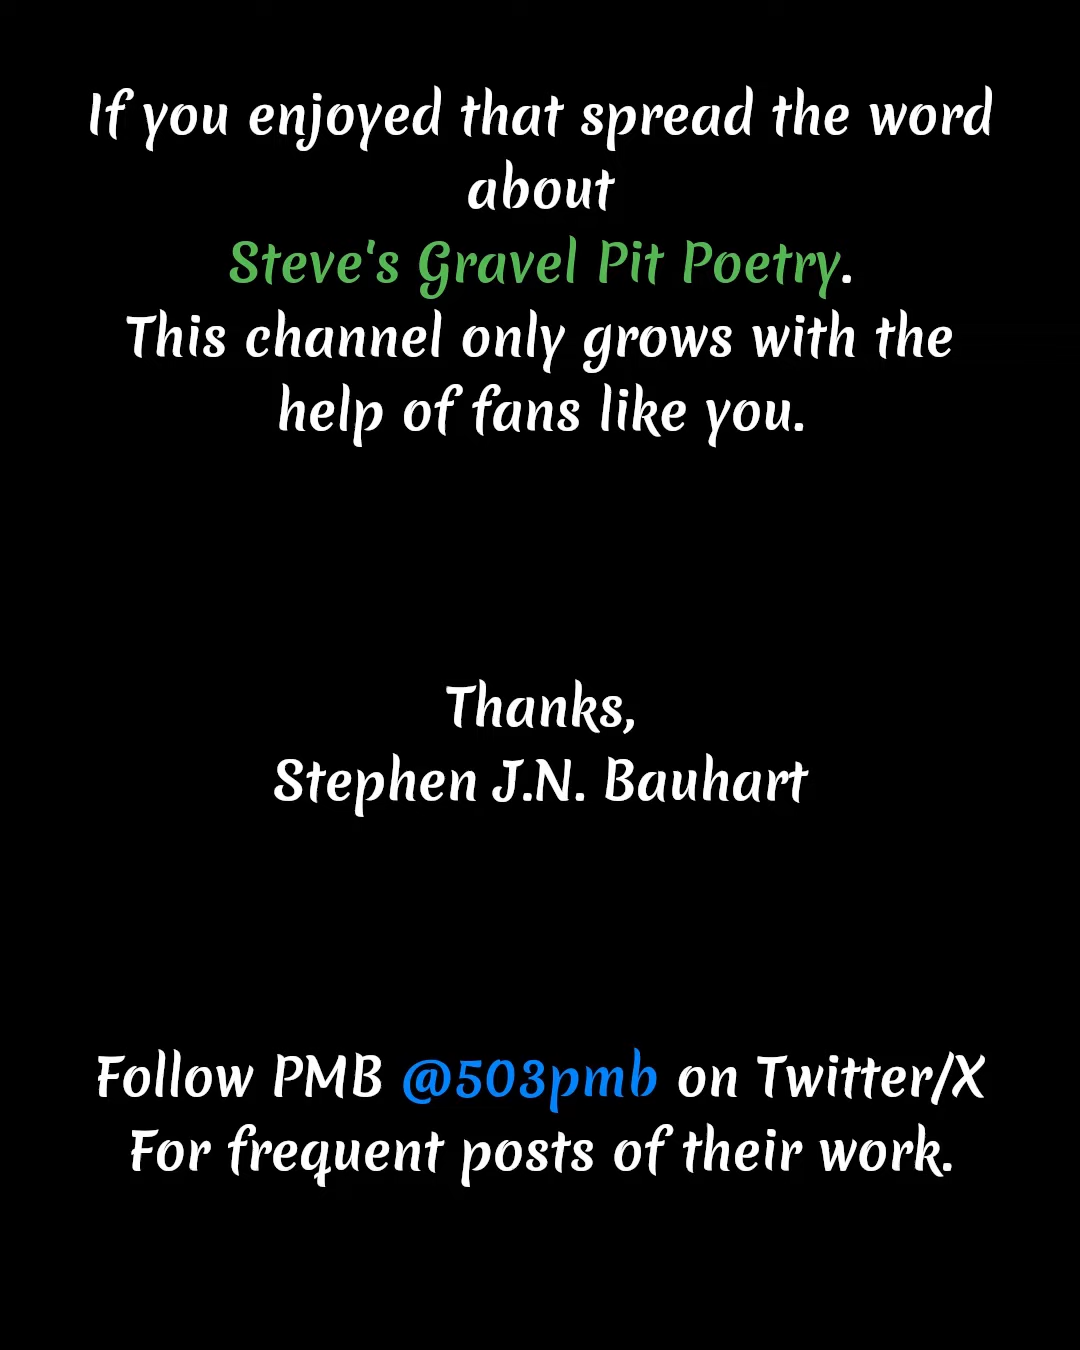 If you enjoyed that spread the word
about
Steve's Gravel Pit Poetry.
This channel only grows with the
help of fans like you.
Thanks,
Stephen J.N. Bauhart
Follow PMB @503pmb on Twitter/X
For frequent posts of their work.